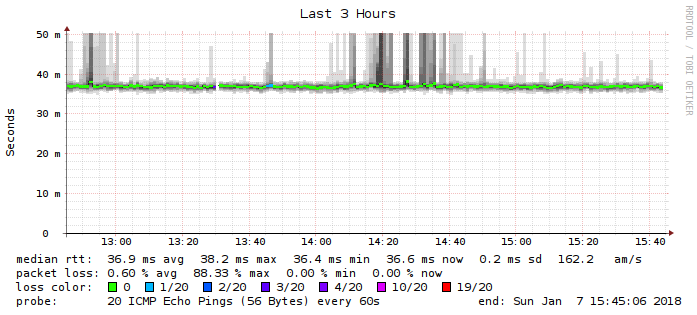 Last 3 Hours
RRDTOOL / TOBI OETIKER
Seconds
50 m
40 m
30 m
20 m
10 m
0
13:00 13:20 13:40 14:00 14:20 14:40 15:00 15:20 15:40
median rtt: 36.9 ms avg 38.2 ms max 36.4 ms min 36.6 ms now 0.2 ms sd 162.2 am/s
packet loss: 0.60 % avg 88.33 % max 0.00 % min 0.00 % now
loss color: 0 1/20 2/20 3/20 4/20 10/20 19/20
probe: 20 ICMP Echo Pings (56 Bytes) every 60s end: Sun Jan 7 15:45:06 2018